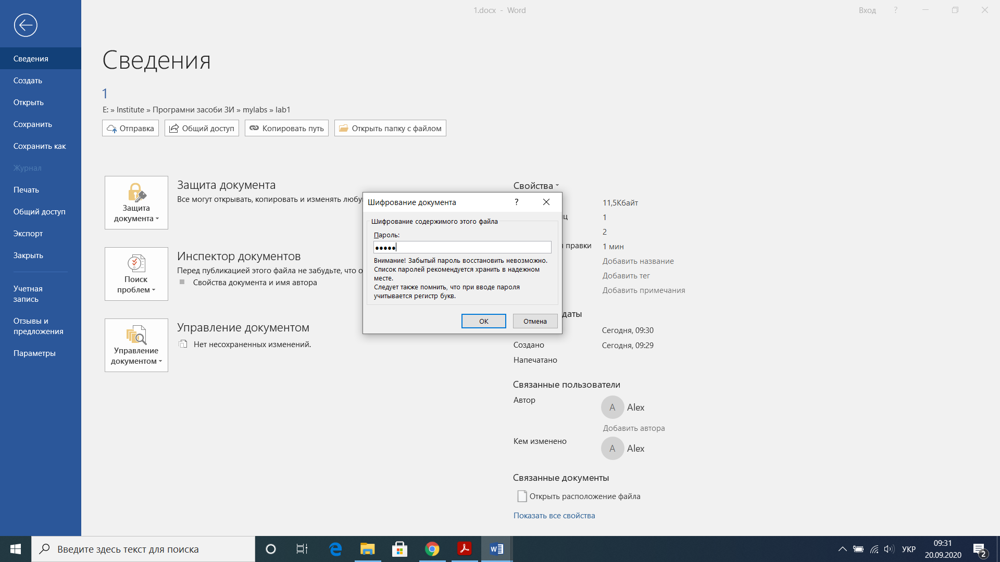 1.docx - Word
Вход
?
Сведения
Создать
Открыть
Сохранить
Сохранить как
Журнал
Печать
Общий доступ
Экспорт
Закрыть
Учетная
запись
Отзывы и
предложения
Параметры
Сведения
1
E: » Institute » Програмни засоби ЗИ » mylabs » lab1
Отправка
Общий доступ
Копировать путь
Открыть папку с файлом
Защита
документа
Защита документа
Все могут открывать, копировать и изменять
Поиск
проблем
Инспектор документов
Перед публикацией этого файла не забудьте, что
Свойства документа и имя автора
Управление
документом
Управление документом
Нет несохраненных изменений.
Шифрование документа
?
Шифрование содержимого этого файла
Пароль:
Внимание! Забытый пароль восстановить невозможно.
Список паролей рекомендуется хранить в надежном
месте.
Следует также помнить, что при вводе пароля
учитывается регистр букв.
ОК
Отмена
Свойства
11,5Кбайт
1
2
правки
1 мин
Добавить название
Добавить тег
Добавить примечания
даты
Сегодня, 09:30
Создано
Сегодня, 09:29
Напечатано
Связанные пользователи
Автор
A
Alex
Добавить автора
Кем изменено
A
Alex
Связанные документы
Открыть расположение файла
Показать все свойства
Введите здесь текст для поиска
УКР
09:31
20.09.2020
2